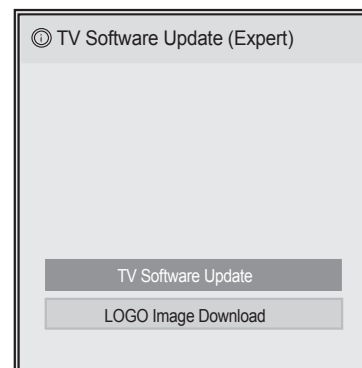 ⓘ TV Software Update (Expert)
TV Software Update
LOGO Image Download